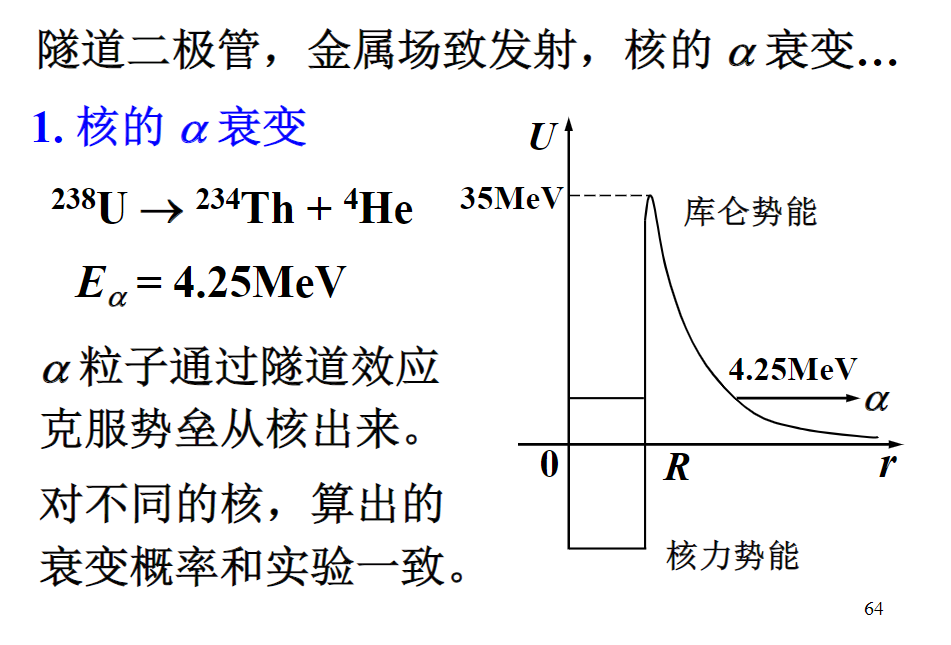 隧道二极管，金属场致发射，核的 α 衰变…
1. 核的 α 衰变
²³⁸U → ²³⁴Th + ⁴He
Eα = 4.25MeV
α 粒子通过隧道效应
克服势垒从核出来。
对不同的核，算出的
衰变概率和实验一致。
U
35MeV
库仑势能
4.25MeV
α
0
R
r
核力势能
64